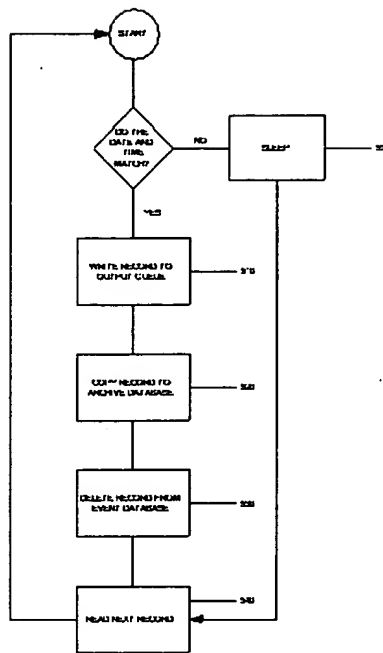 START
DO THE
DATE AND
TIME
MATCH?
NO
SLEEP
YES
WRITE RECORD TO
OUTPUT QUEUE
COPY RECORD TO
ARCHIVE DATABASE
DELETE RECORD FROM
EVENT DATABASE
READ NEXT RECORD